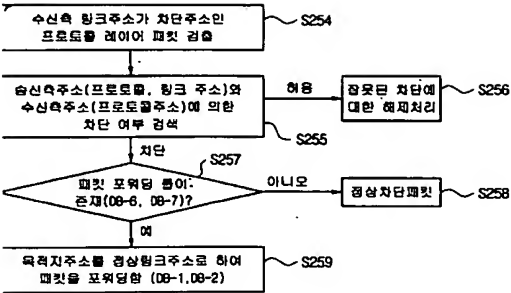 수신측 링크주소가 차단주소인
프로토콜 레이어 패킷 검출
S254
송신측주소(프로토콜, 링크 주소)와
수신측주소(프로토콜주소)에 의한
차단 여부 검색
S255
허용
잘못된 차단에
대한 해제처리
S256
차단
S257
패킷 포워딩 룰이
존재(DB-6, DB-7)?
아니오
정상차단패킷
S258
예
목적지주소를 정상링크주소로 하여
패킷을 포워딩함 (DB-1,DB-2)
S259